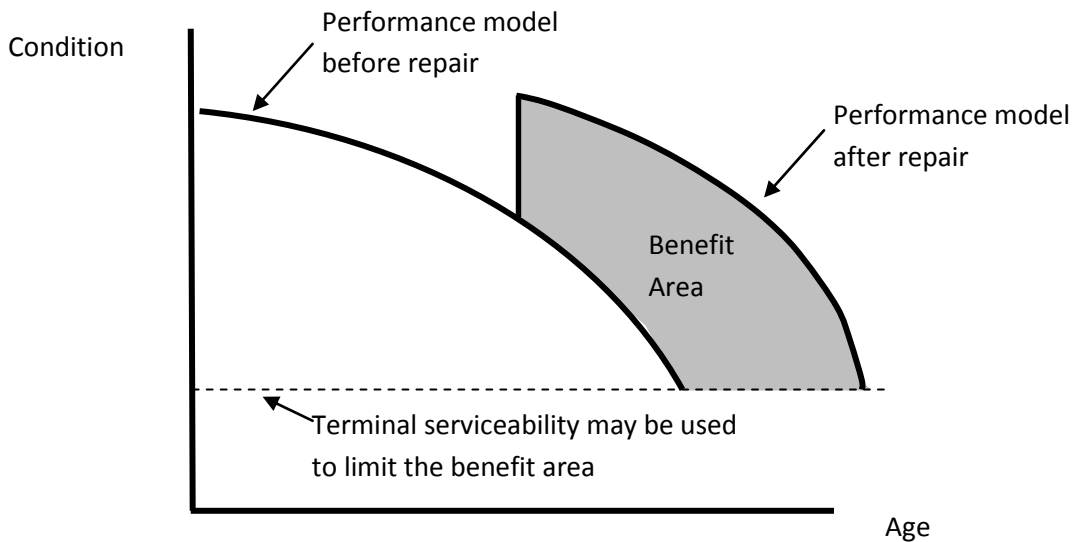 Condition
Performance model
before repair
Performance model
after repair
Benefit
Area
Terminal serviceability may be used
to limit the benefit area
Age